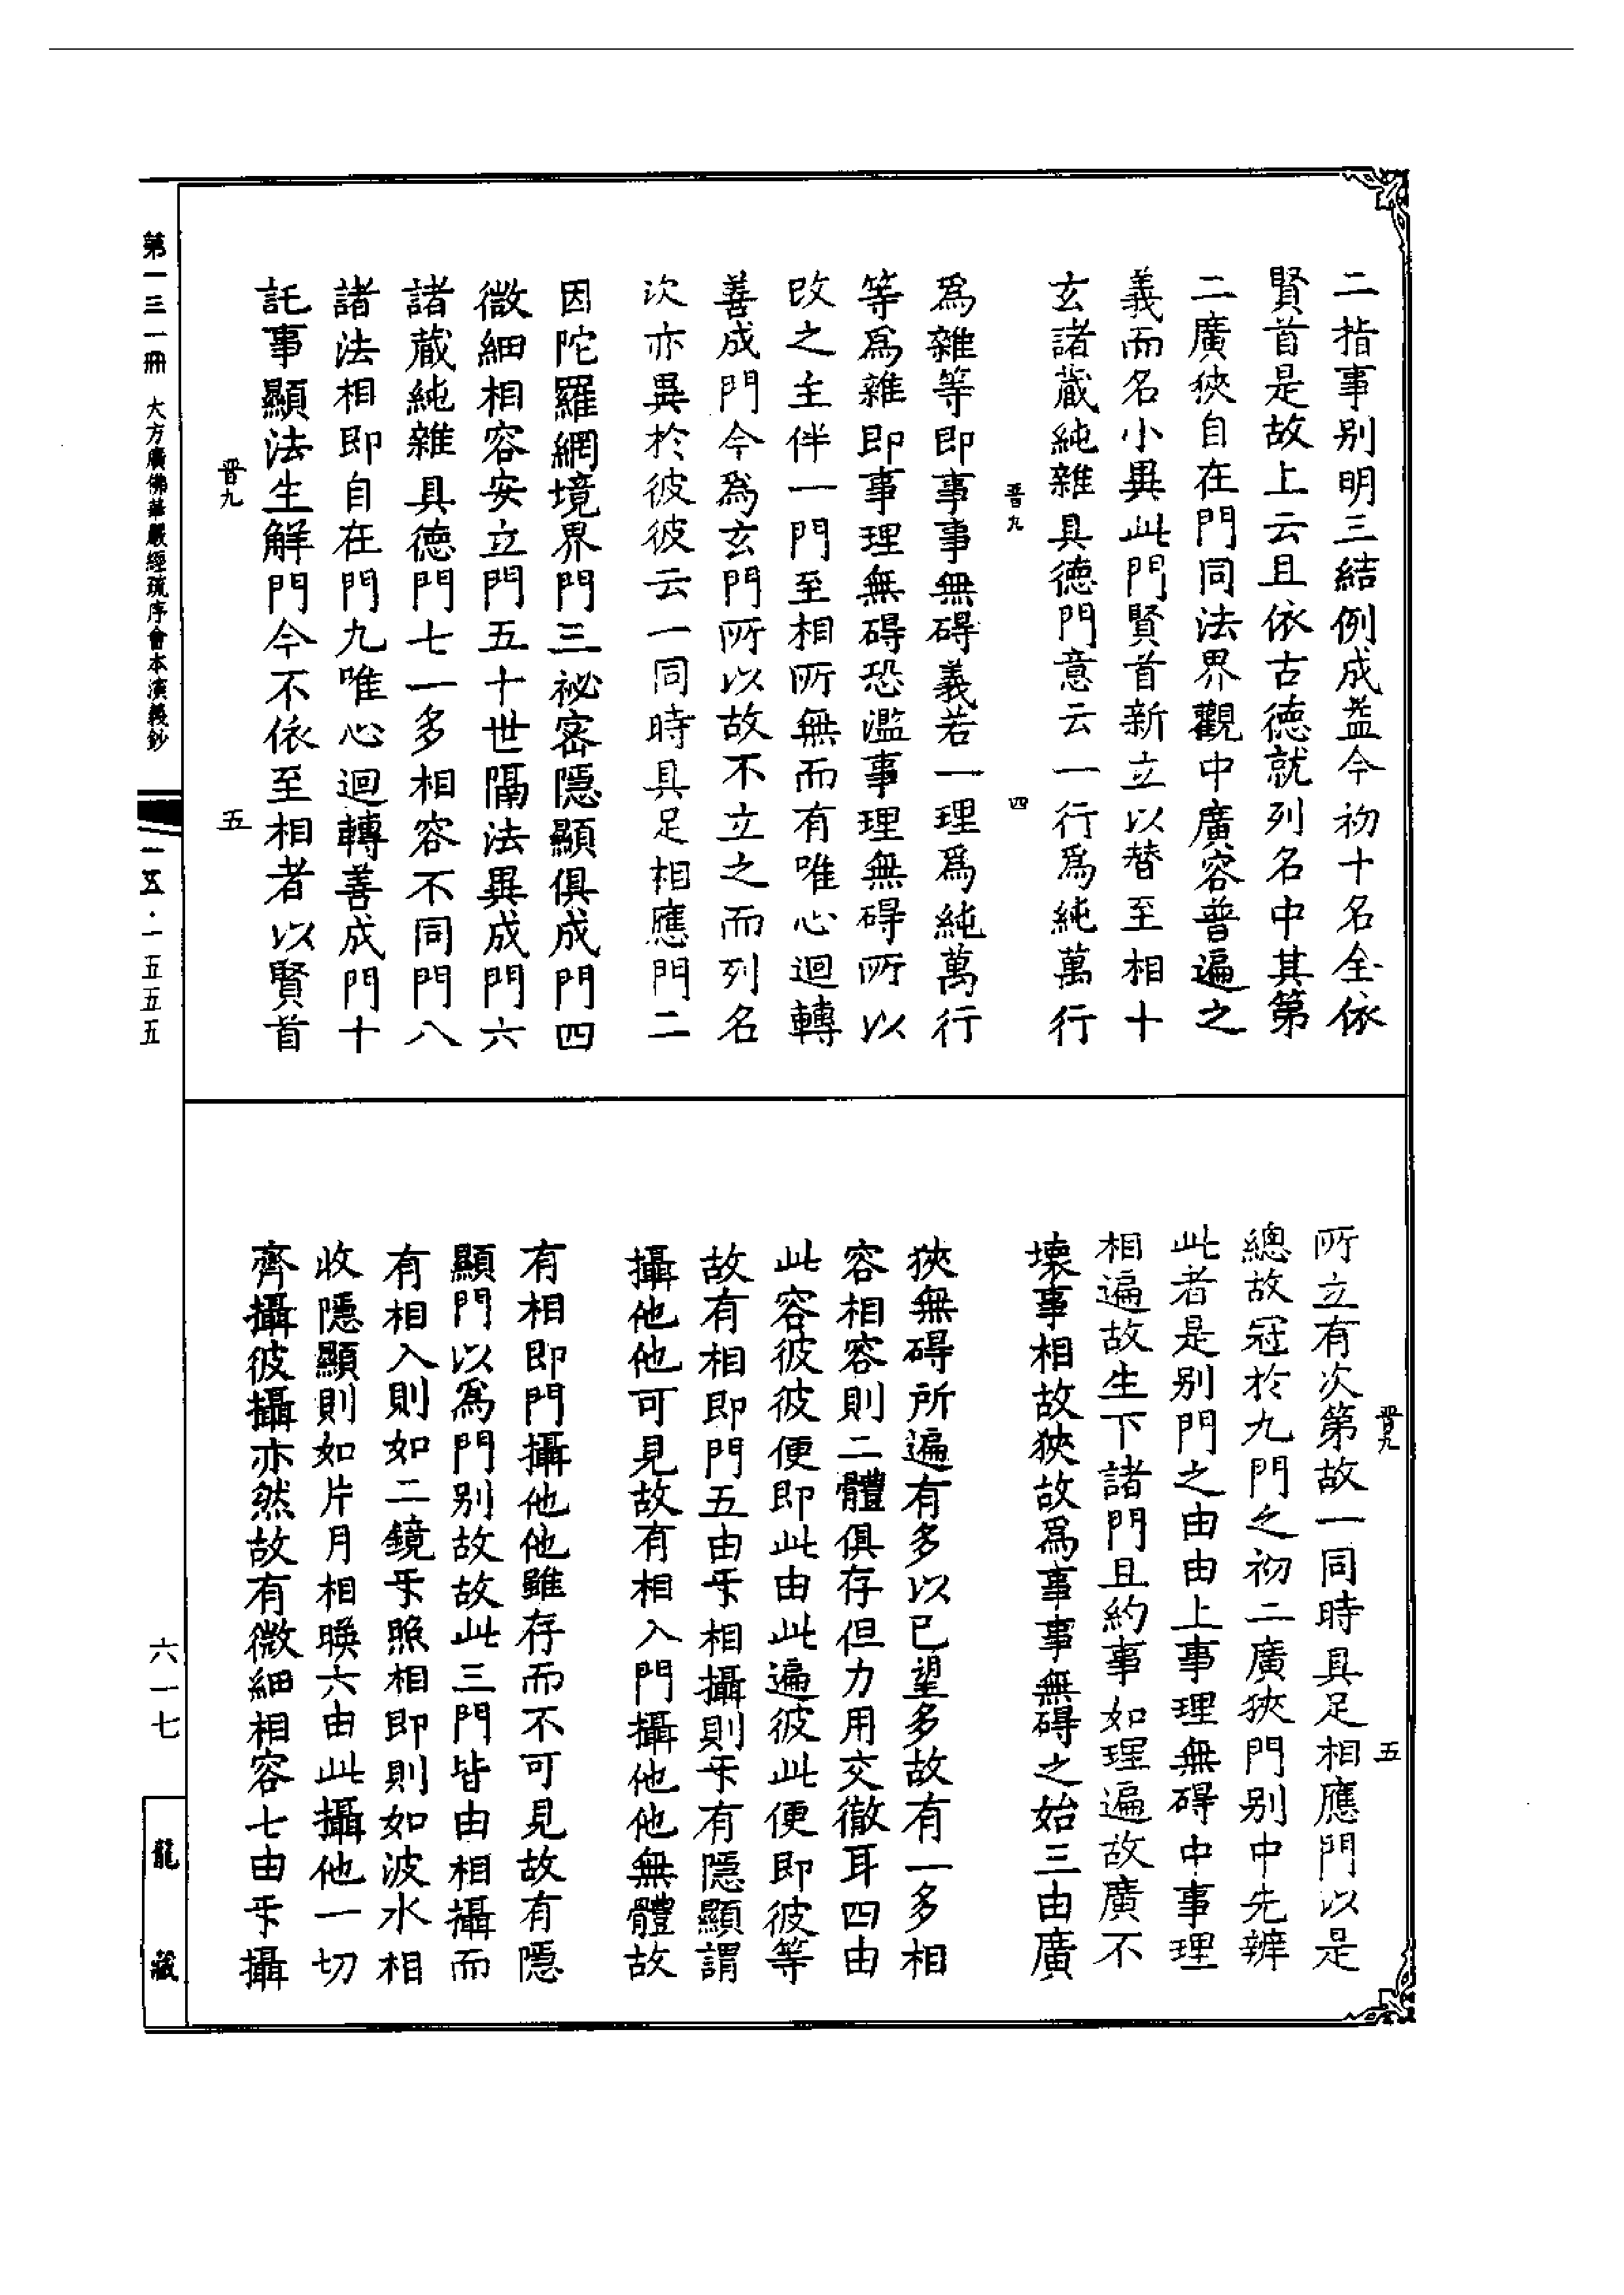 二指事别明三結例成益今初十名全依
賢首是故上云且依古德就列名中其第
二廣狹自在門同法界觀中廣容普遍之
義而名小異此門賢首新立以替至相十
玄諸藏純雜具德門意云一行爲純萬行
晉九
四
爲雜等即事事無碍義若一理爲純萬行
等爲雜即事理無碍恐濫事理無碍所以
改之主伴一門至相所無而有唯心迴轉
善成門今爲玄門所以故不立之而列名
次亦異於彼彼云一同時具足相應門二
因陀羅網境界門三祕密隱顯俱成門四
微細相容安立門五十世隔法異成門六
諸藏純雜具德門七一多相容不同門八
諸法相即自在門九唯心迴轉善成門十
託事顯法生解門今不依至相者以賢首
晉九
五
晉九
五
所立有次第故一同時具足相應門以是
總故冠於九門之初二廣狹門别中先辨
此者是别門之由由上事理無碍中事理
相遍故生下諸門且約事如理遍故廣不
壞事相故狹故爲事事無碍之始三由廣
狹無碍所遍有多以己望多故有一多相
容相容則二體俱存但力用交徹耳四由
此容彼彼便即此由此遍彼此便即彼等
故有相即門五由𠀕相攝則𠀕有隱顯謂
攝他他可見故有相入門攝他他無體故
有相即門攝他他雖存而不可見故有隱
顯門以爲門别故故此三門皆由相攝而
有相入則如二鏡𠀕照相即則如波水相
收隱顯則如片月相暎六由此攝他一切
齊攝彼攝亦然故有微細相容七由𠀕攝
第一三一冊 大方廣佛華嚴經疏序會本演義鈔
一五五·一五五五
六一七
龍藏